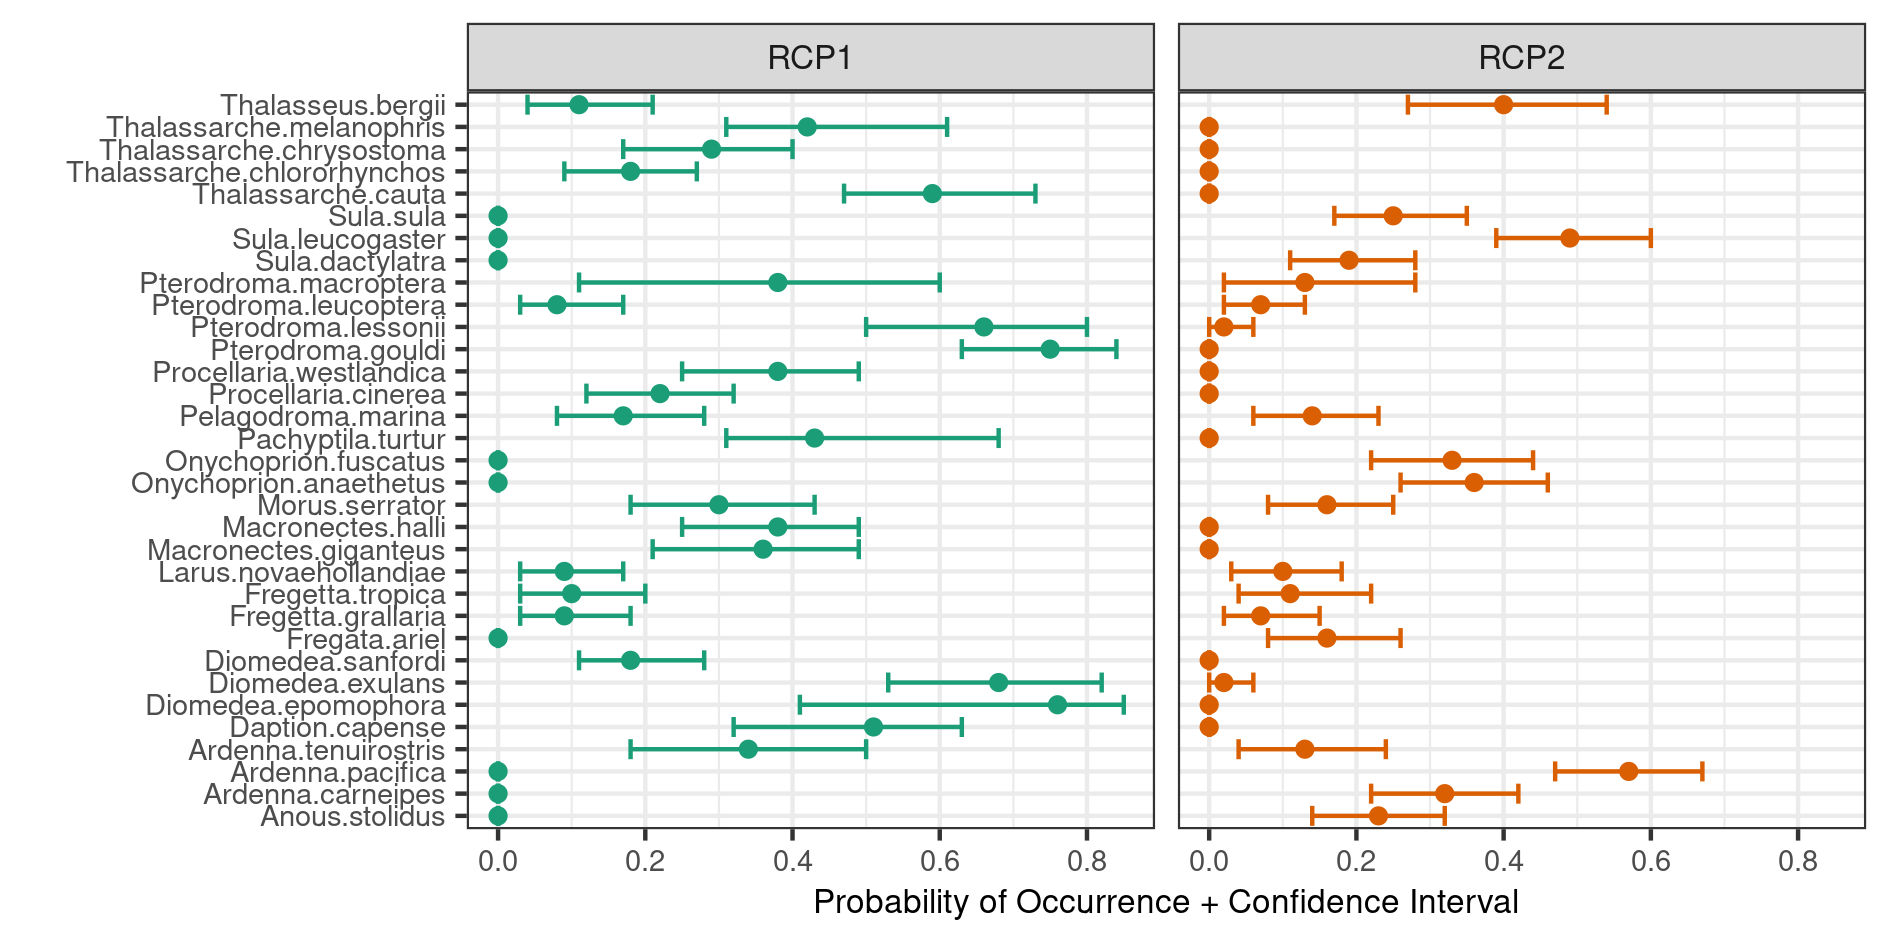 RCP1
RCP2
Thalasseus.bergii
Thalassarche.melanophris
Thalassarche.chrysostoma
Thalassarche.chlororhynchos
Thalassarche.cauta
Sula.sula
Sula.leucogaster
Sula.dactylatra
Pterodroma.macroptera
Pterodroma.leucoptera
Pterodroma.lessonii
Pterodroma.gouldi
Procellaria.westlandica
Procellaria.cinerea
Pelagodroma.marina
Pachyptila.turtur
Onychoprion.fuscatus
Onychoprion.anaethetus
Morus.serrator
Macronectes.halli
Macronectes.giganteus
Larus.novaehollandiae
Fregetta.tropica
Fregetta.grallaria
Fregata.ariel
Diomedea.sanfordi
Diomedea.exulans
Diomedea.epomophora
Daption.capense
Ardenna.tenuirostris
Ardenna.pacifica
Ardenna.carneipes
Anous.stolidus
0.0 0.2 0.4 0.6 0.8
0.0 0.2 0.4 0.6 0.8
Probability of Occurrence + Confidence Interval